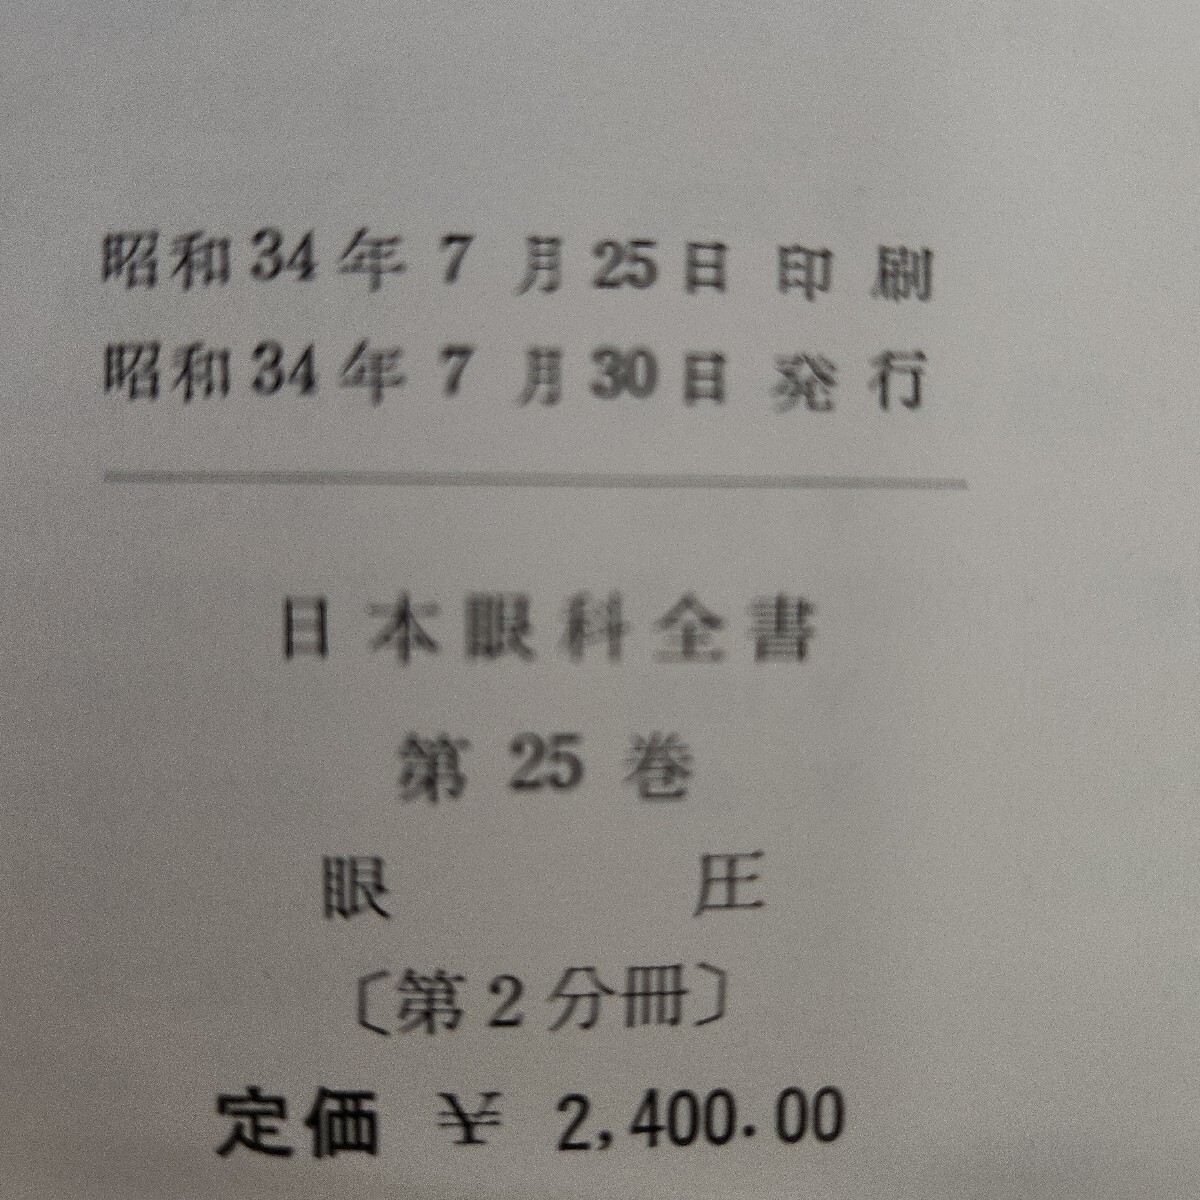 昭和34年7月25日印刷
昭和34年7月30日発行
日本眼科全書
第25巻
眼圧
〔第2分冊〕
定価 ¥ 2,400.00